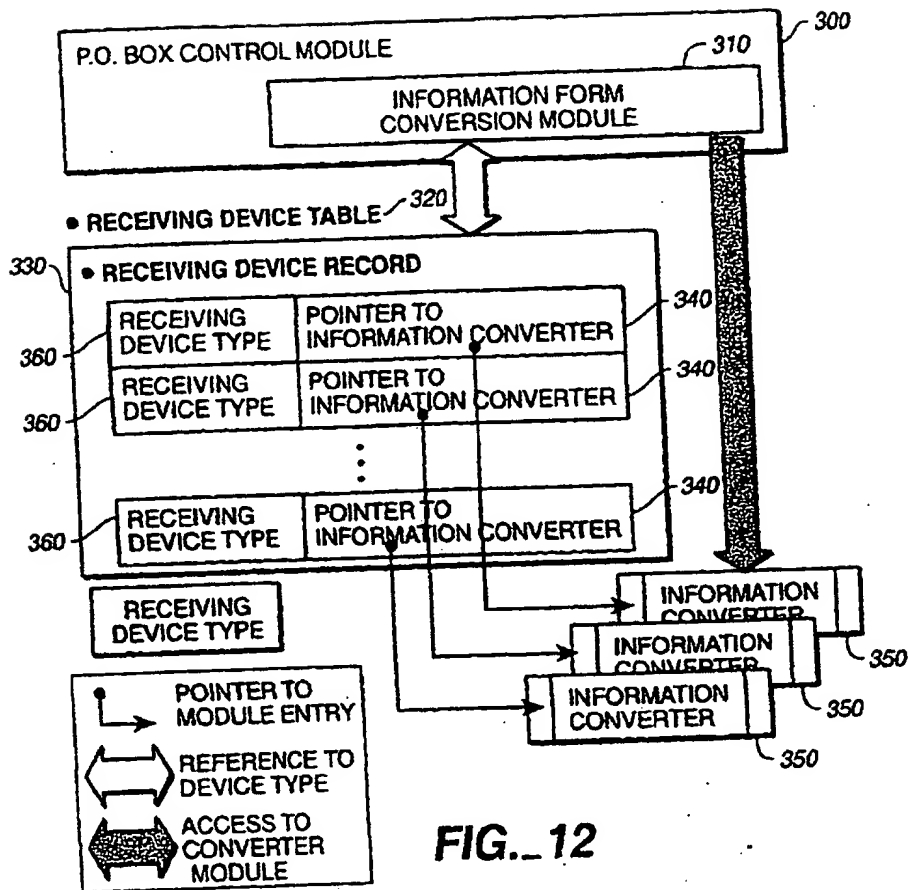 300
P.O. BOX CONTROL MODULE
310
INFORMATION FORM
CONVERSION MODULE
320
• RECEIVING DEVICE TABLE
330
• RECEIVING DEVICE RECORD
340
360
RECEIVING
DEVICE TYPE
POINTER TO
INFORMATION CONVERTER
340
360
RECEIVING
DEVICE TYPE
POINTER TO
INFORMATION CONVERTER
340
360
RECEIVING
DEVICE TYPE
POINTER TO
INFORMATION CONVERTER
RECEIVING
DEVICE TYPE
INFORMATION
CONVERTER
350
INFORMATION
CONVERTER
350
INFORMATION
CONVERTER
350
POINTER TO
MODULE ENTRY
REFERENCE TO
DEVICE TYPE
ACCESS TO
CONVERTER
MODULE
FIG._12